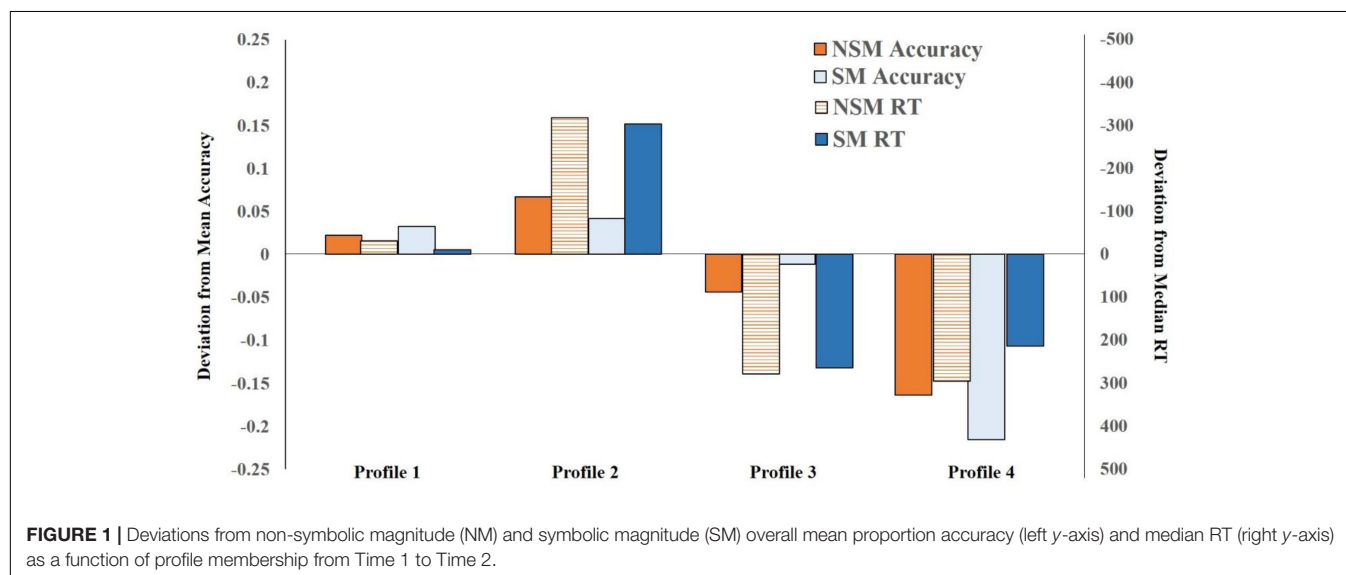 0.25
0.2
0.15
0.1
0.05
0
-0.05
-0.1
-0.15
-0.2
-0.25
Deviation from Mean Accuracy
NSM Accuracy
SM Accuracy
NSM RT
SM RT
-500
-400
-300
-200
-100
0
100
200
300
400
500
Deviation from Median RT
Profile 1
Profile 2
Profile 3
Profile 4
FIGURE 1 | Deviations from non-symbolic magnitude (NM) and symbolic magnitude (SM) overall mean proportion accuracy (left y-axis) and median RT (right y-axis)
as a function of profile membership from Time 1 to Time 2.